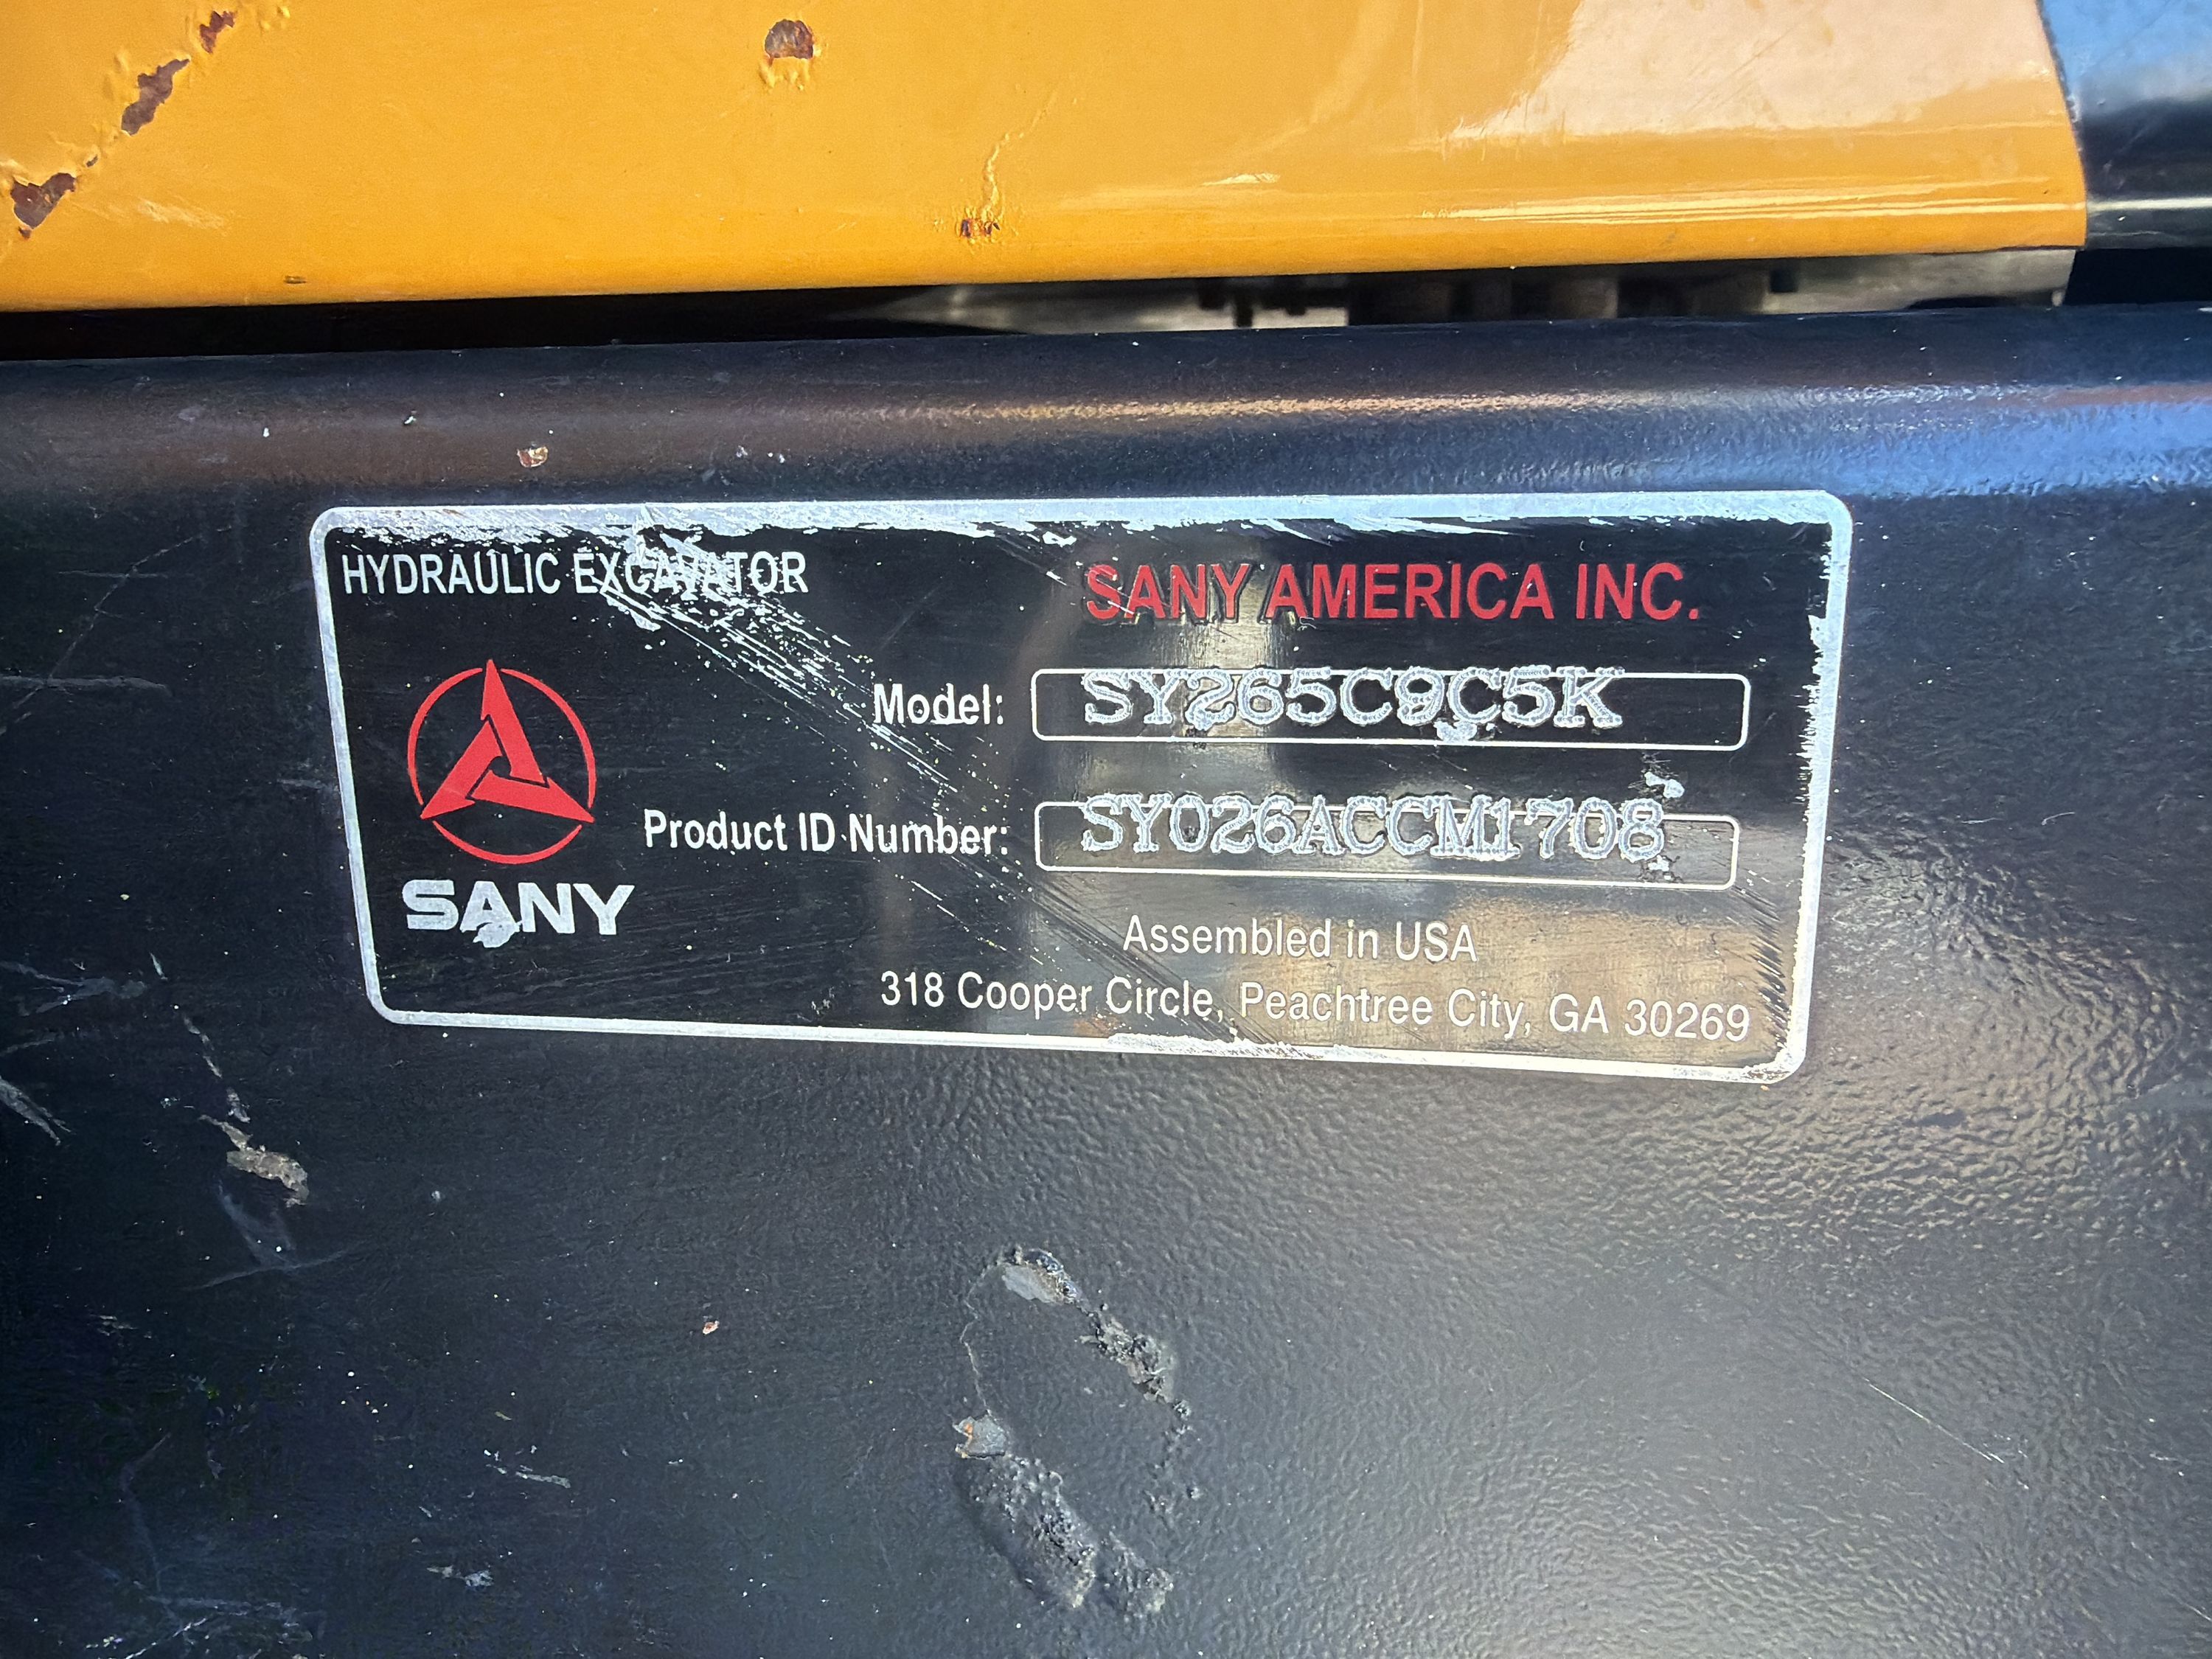 HYDRAULIC EXCAVATOR
SANY AMERICA INC.
Model: SY265C9C5K
Product ID Number: SY026ACCM1708
SANY
Assembled in USA
318 Cooper Circle, Peachtree City, GA 30269